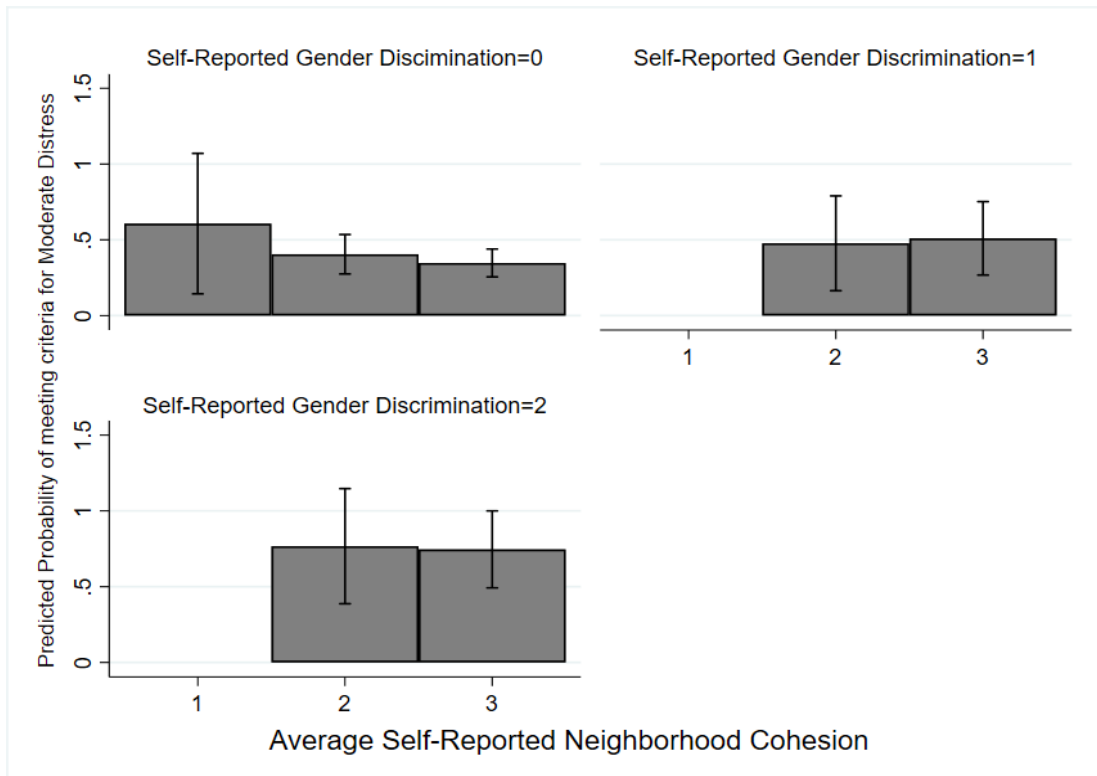 Self-Reported Gender Discimination=0
Self-Reported Gender Discrimination=1
Predicted Probability of meeting criteria for Moderate Distress
1.5
1
.5
0
1 2 3
Self-Reported Gender Discrimination=2
1.5
1
.5
0
1 2 3
Average Self-Reported Neighborhood Cohesion